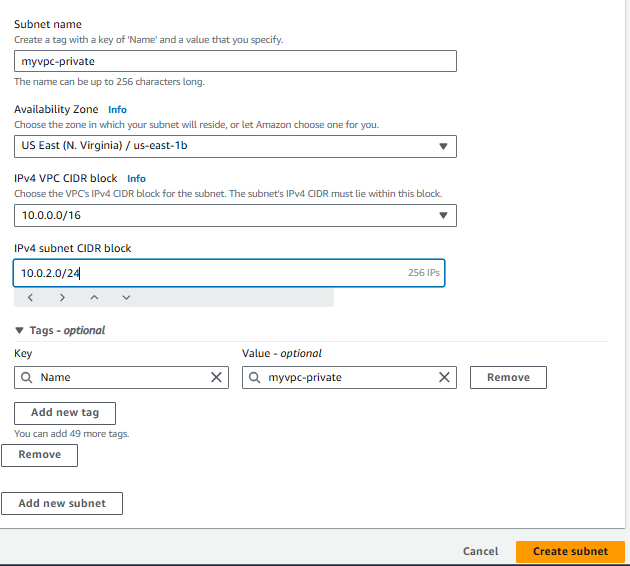 Subnet name
Create a tag with a key of 'Name' and a value that you specify.
myvpc-private
The name can be up to 256 characters long.
Availability Zone Info
Choose the zone in which your subnet will reside, or let Amazon choose one for you.
US East (N. Virginia) / us-east-1b
IPv4 VPC CIDR block Info
Choose the VPC's IPv4 CIDR block for the subnet. The subnet's IPv4 CIDR must lie within this block.
10.0.0.0/16
IPv4 subnet CIDR block
10.0.2.0/24 256 IPs
Tags - optional
Key Value - optional
Name myvpc-private Remove
Add new tag
You can add 49 more tags.
Remove
Add new subnet
Cancel Create subnet